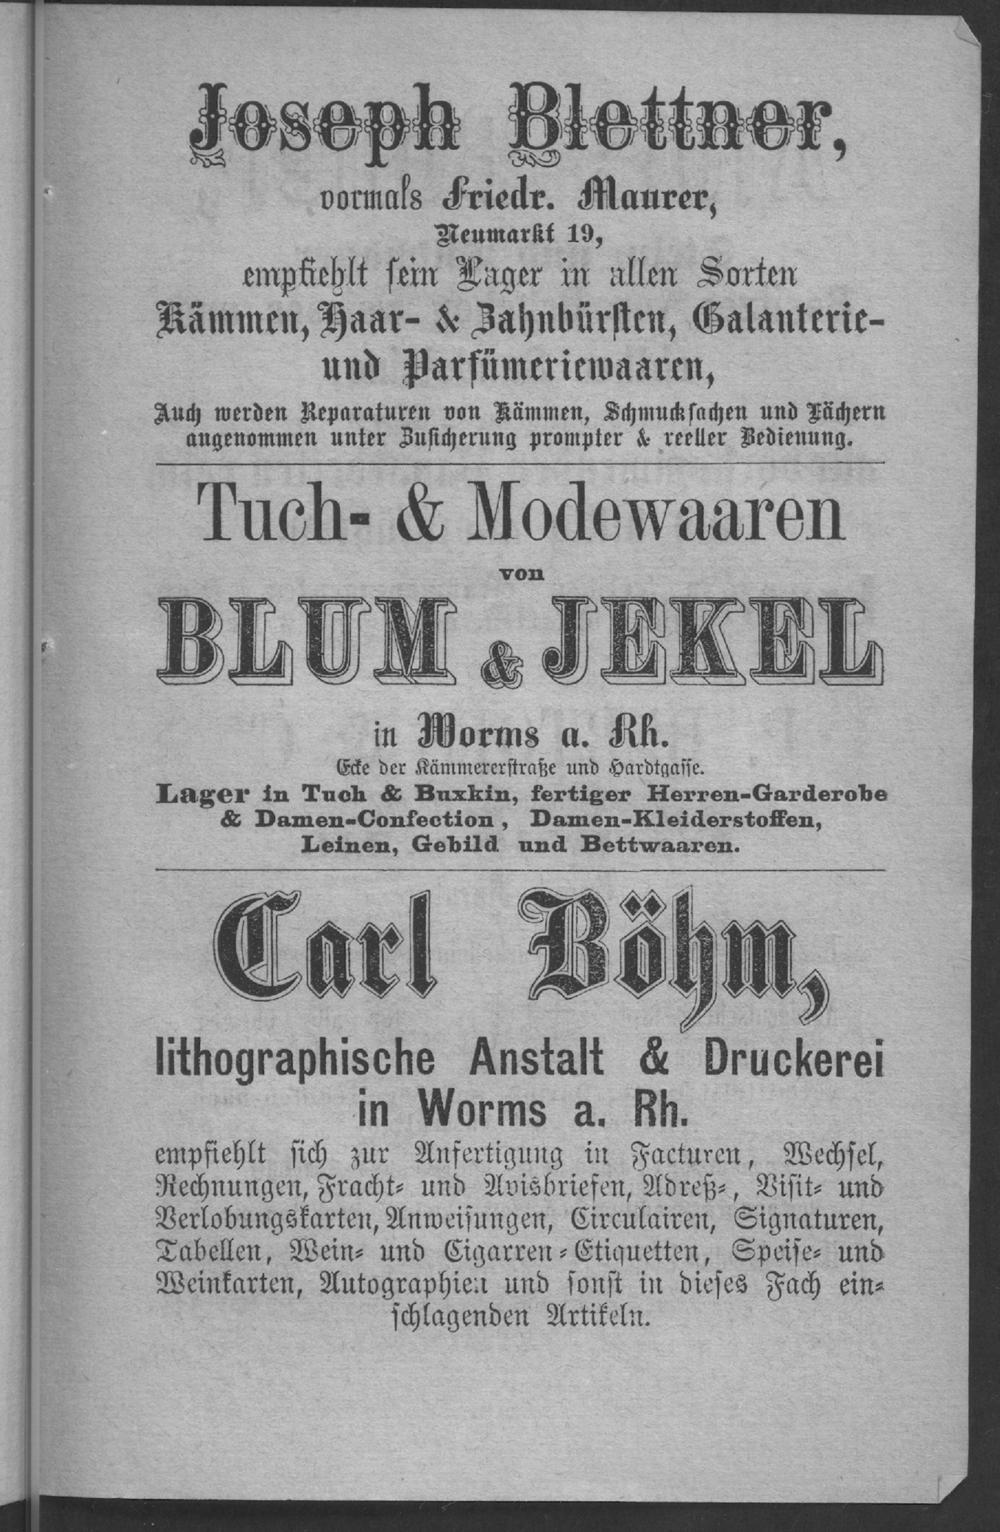 Joseph Blettner,
vormals Friedr. Maurer,
Neumarkt 19,
empfiehlt sein Lager in allen Sorten
Kämmen, Haar- & Zahnbürsten, Galanterie-
und Parfümeriewaaren,
Auch werden Reparaturen von Kämmen, Schmucksachen und Fächern
angenommen unter Zusicherung prompter & reeller Bedienung.
Tuch- & Modewaaren
von
BLUM & JEKEL
in Worms a. Rh.
Ecke der Kämmererstraße und Hardtgasse.
Lager in Tuch & Buxkin, fertiger Herren-Garderobe
& Damen-Confection, Damen-Kleiderstoffen,
Leinen, Gebild und Bettwaaren.
Carl Böhm,
lithographische Anstalt & Druckerei
in Worms a. Rh.
empfiehlt sich zur Anfertigung in Facturen, Wechsel,
Rechnungen, Fracht- und Avisbriefen, Adreß-, Visit- und
Verlobungskarten, Anweisungen, Circulairen, Signaturen,
Tabellen, Wein- und Cigarren-Etiquetten, Speise- und
Weinkarten, Autographien und sonst in dieses Fach ein-
schlagenden Artikeln.